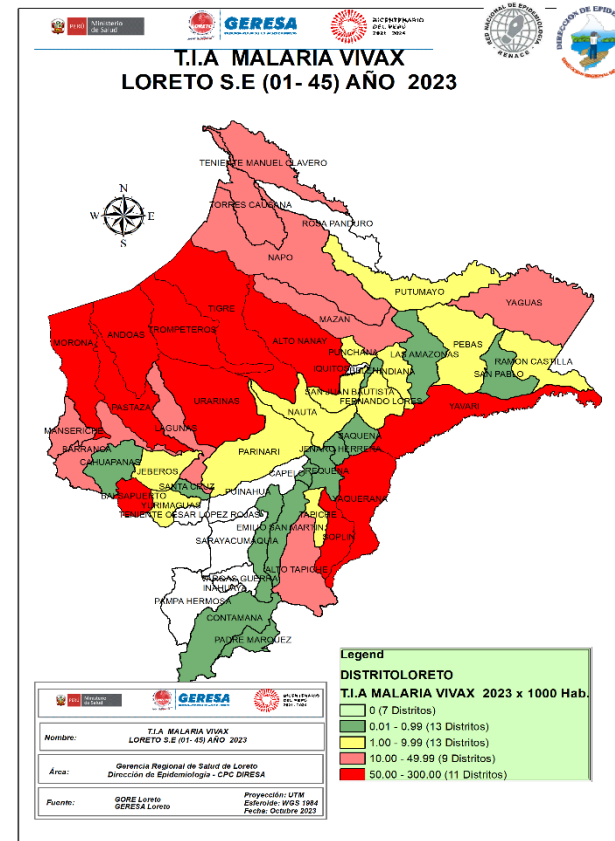 PERÚ Ministerio de Salud
GERESA
BICENTENARIO DEL PERÚ 2021 - 2024
RED NACIONAL DE EPIDEMIOLOGIA
RENACE
T.I.A MALARIA VIVAX
LORETO S.E (01- 45) AÑO 2023
N
W E
S
TENIENTE MANUEL CLAVERO
TORRES CAUSANA
ROSA PANDURO
NAPO
PUTUMAYO
YAGUAS
TIGRE
MAZAN
ANDOAS
TROMPETEROS
MORONA
ALTO NANAY
PUNCHANA
LAS AMAZONAS
PEBAS
RAMON CASTILLA
SAN PABLO
IQUITOS
INDIANA
SAN JUAN BAUTISTA
FERNANDO LORES
YAVARI
PASTAZA
URARINAS
LAGUNAS
NAUTA
MANSERICHE
BARRANCA
PARINARI
SAQUENA
JENARO HERRERA
CAHUAPANAS
JEBEROS
CAPELO
REQUENA
SANTA CRUZ
PUINAHUA
YAQUERANA
BALSAPUERTO
YURIMAGUAS
TENIENTE CESAR LOPEZ ROJAS
TAPICHE
EMILIO SAN MARTIN
SOPLIN
SARAYACU
MAQUIA
ALTO TAPICHE
VARGAS GUERRA
INAHUAYA
PAMPA HERMOSA
CONTAMANA
PADRE MARQUEZ
Legend
DISTRITOLORETO
T.I.A MALARIA VIVAX 2023 x 1000 Hab.
0 (7 Distritos)
0.01 - 0.99 (13 Distritos)
1.00 - 9.99 (13 Distritos)
10.00 - 49.99 (9 Distritos)
50.00 - 300.00 (11 Distritos)
PERÚ Ministerio de Salud
GERESA
BICENTENARIO DEL PERÚ 2021 - 2024
Nombre: T.I.A MALARIA VIVAX
LORETO S.E (01- 45) AÑO 2023
Área: Gerencia Regional de Salud de Loreto
Dirección de Epidemiología - CPC DIRESA
Fuente: GORE Loreto
GERESA Loreto
Proyección: UTM
Esferoide: WGS 1984
Fecha: Octubre 2023